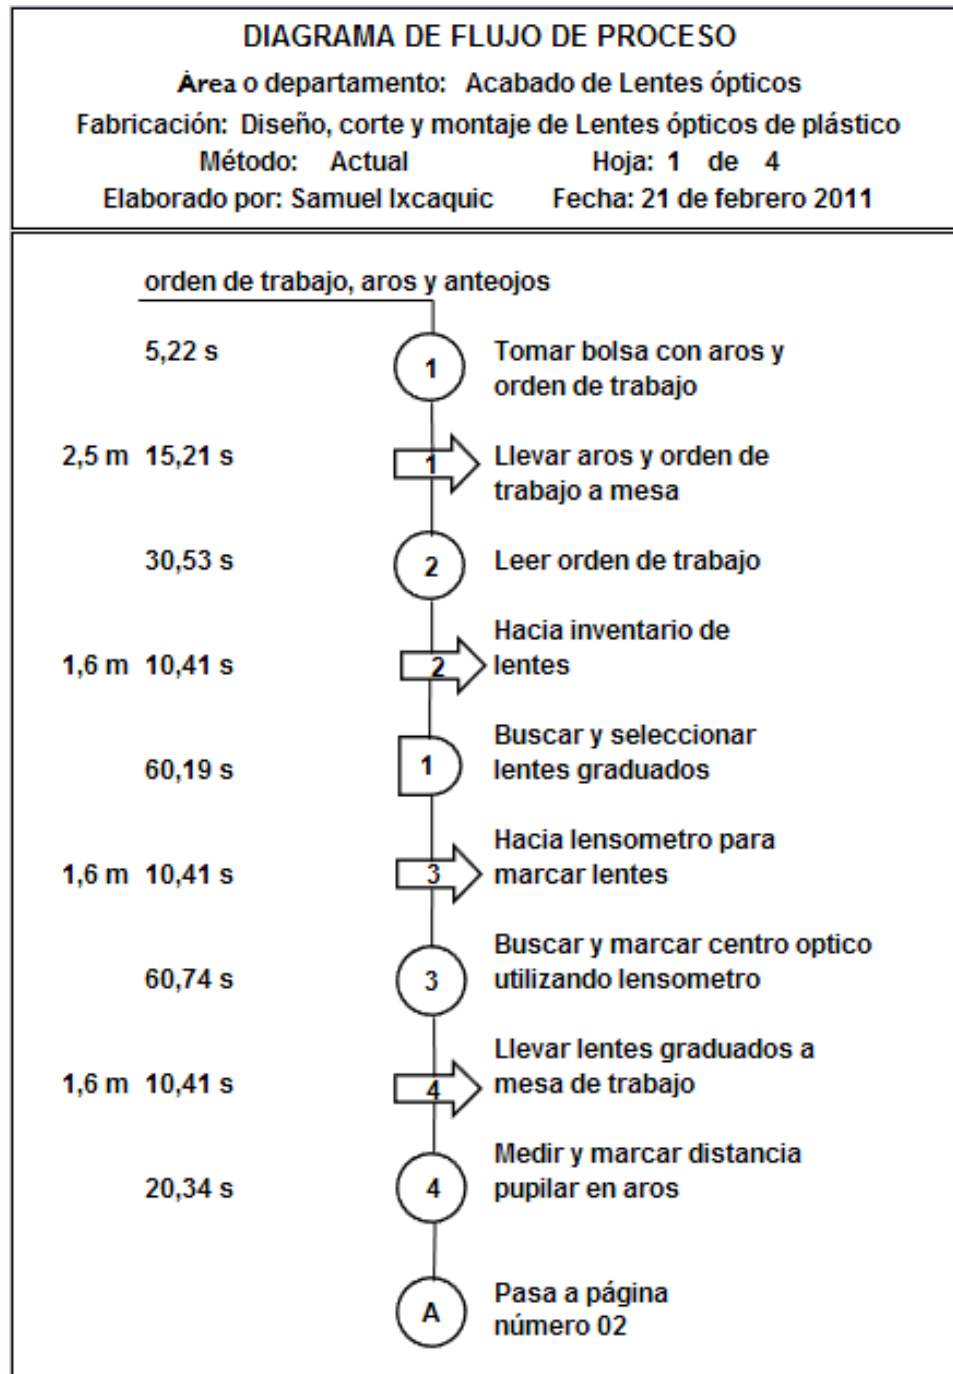 DIAGRAMA DE FLUJO DE PROCESO
Área o departamento: Acabado de Lentes ópticos
Fabricación: Diseño, corte y montaje de Lentes ópticos de plástico
Método: Actual Hoja: 1 de 4
Elaborado por: Samuel Ixcaquic Fecha: 21 de febrero 2011
orden de trabajo, aros y anteojos
5,22 s 1 Tomar bolsa con aros y
orden de trabajo
2,5 m 15,21 s 1 Llevar aros y orden de
trabajo a mesa
30,53 s 2 Leer orden de trabajo
Hacia inventario de
1,6 m 10,41 s 2 lentes
Buscar y seleccionar
60,19 s 1 lentes graduados
Hacia lensometro para
1,6 m 10,41 s 3 marcar lentes
Buscar y marcar centro optico
60,74 s 3 utilizando lensometro
Llevar lentes graduados a
1,6 m 10,41 s 4 mesa de trabajo
Medir y marcar distancia
20,34 s 4 pupilar en aros
A Pasa a página
número 02